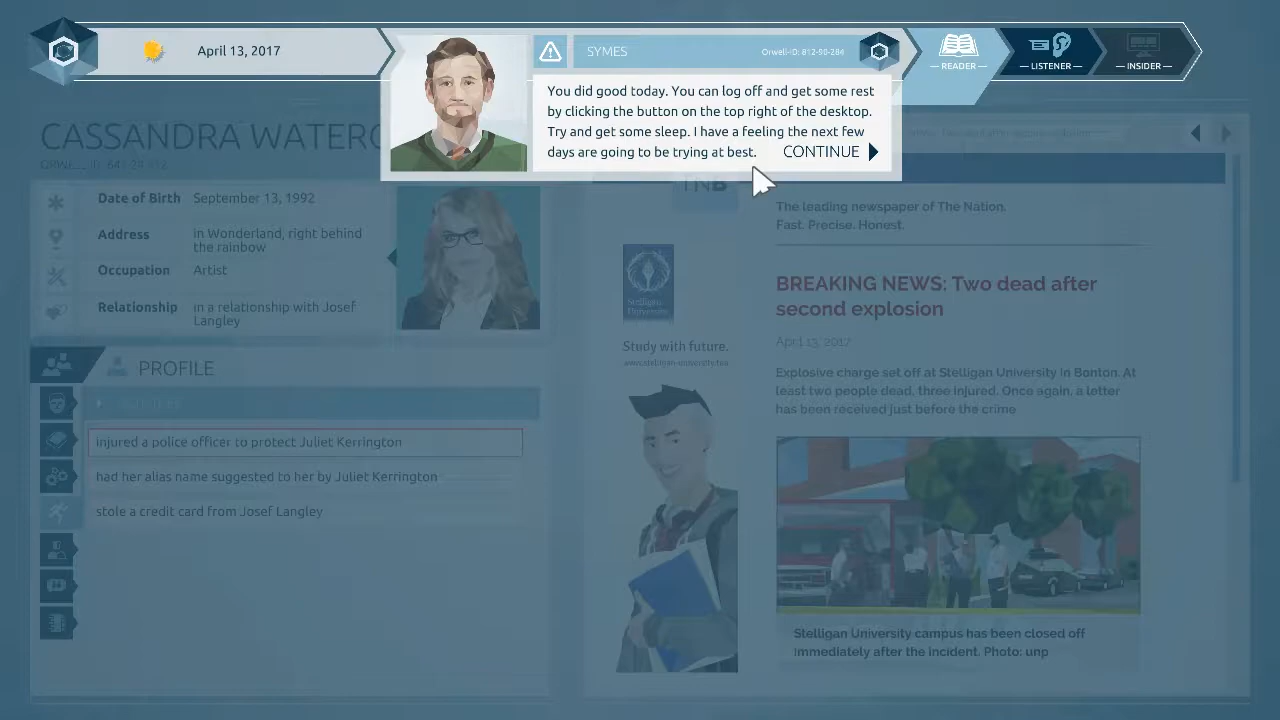 April 13, 2017
SYMES
Orwell-ID: 812-96-284
You did good today. You can log off and get some rest
by clicking the button on the top right of the desktop.
Try and get some sleep. I have a feeling the next few
days are going to be trying at best.
CONTINUE
— READER —
— LISTENER —
— INSIDER —
CASSANDRA WATERG
Date of Birth
September 13, 1992
Address
in Wonderland, right behind
the rainbow
Occupation
Artist
Relationship
in a relationship with Josef
Langley
PROFILE
injured a police officer to protect Juliet Kerrington
had her alias name suggested to her by Juliet Kerrington
stole a credit card from Josef Langley
TNB
The leading newspaper of The Nation.
Fast. Precise. Honest.
Stelligan
University
Study with future.
BREAKING NEWS: Two dead after
second explosion
April 13, 2017
Explosive charge set off at Stelligan University in Bonton. At
least two people dead, three injured. Once again, a letter
has been received just before the crime
Stelligan University campus has been closed off
immediately after the incident. Photo: unp